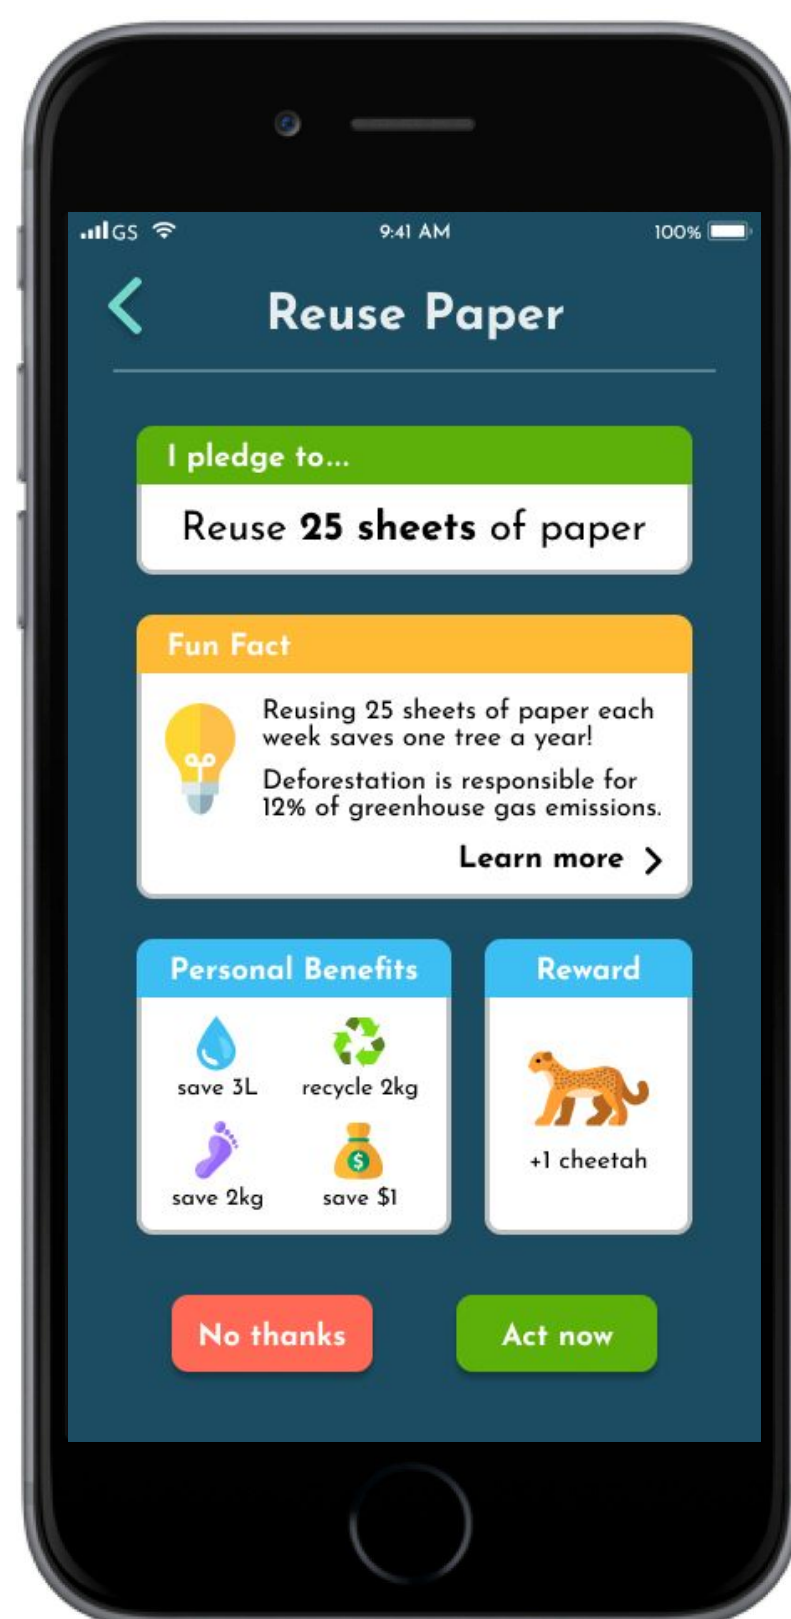 GS 9:41 AM 100%
Reuse Paper
I pledge to...
Reuse 25 sheets of paper
Fun Fact
Reusing 25 sheets of paper each
week saves one tree a year!
Deforestation is responsible for
12% of greenhouse gas emissions.
Learn more
Personal Benefits
save 3L recycle 2kg
$
save 2kg save $1
Reward
+1 cheetah
No thanks Act now